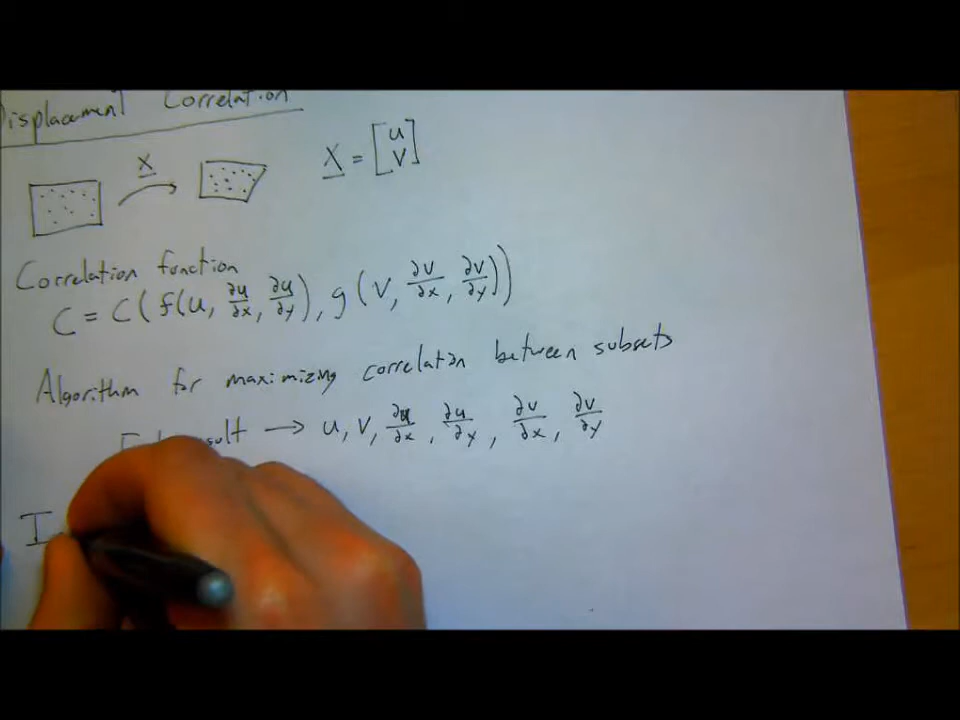 Displacement Correlation
X
X = [u v]
Correlation function
C = C(f(u, ∂u/∂x, ∂u/∂y), g(v, ∂v/∂x, ∂v/∂y))
Algorithm for maximizing correlation between subsets
→ u, v, ∂u/∂x, ∂u/∂y, ∂v/∂x, ∂v/∂y
I